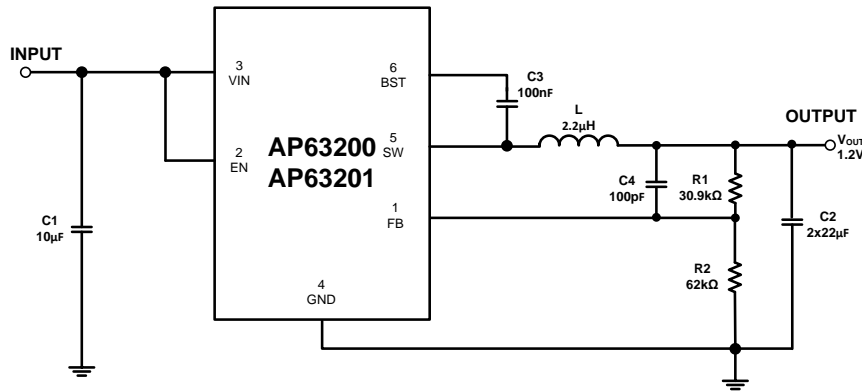 INPUT
3
VIN
2
EN
AP63200
AP63201
6
BST
5
SW
1
FB
4
GND
C1
10µF
C3
100nF
L
2.2µH
C4
100pF
R1
30.9kΩ
R2
62kΩ
C2
2x22µF
OUTPUT
VOUT
1.2V